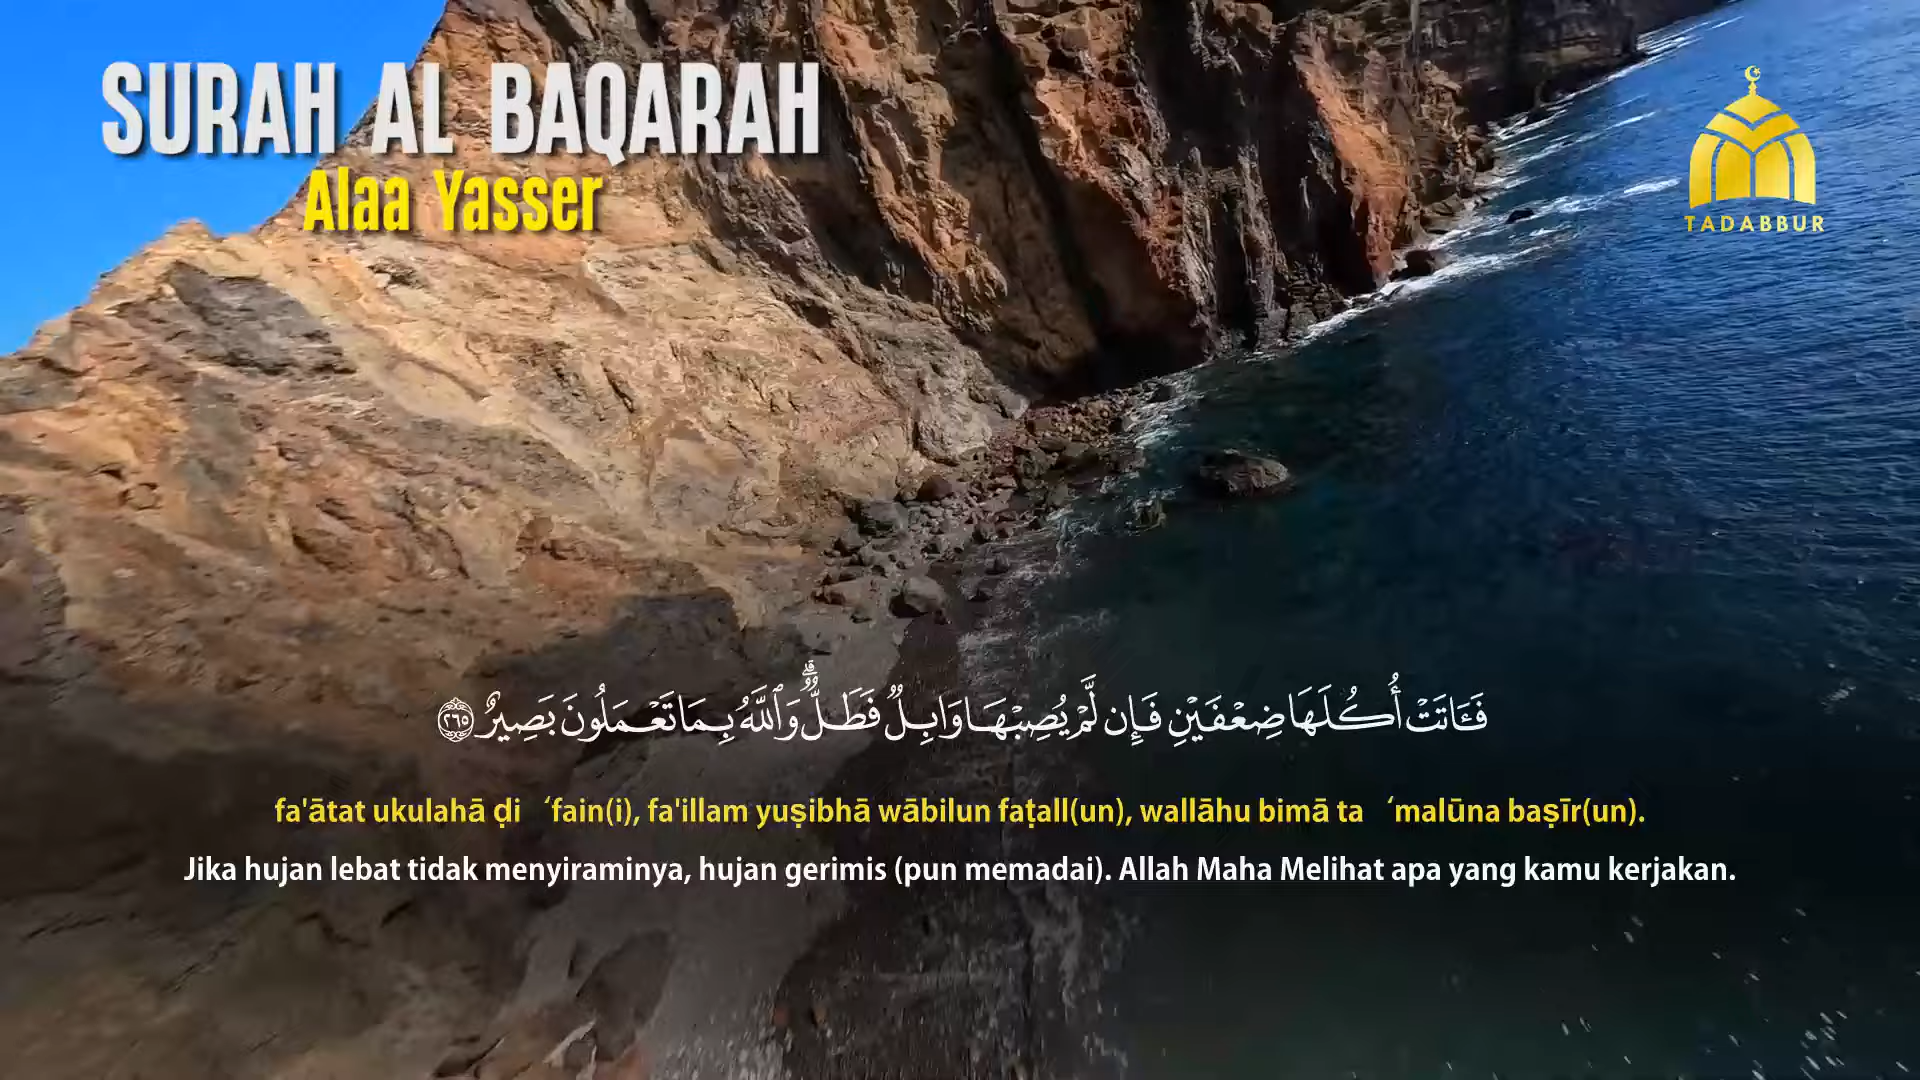 SURAH AL BAQARAH
Alaa Yasser
TADABBUR
فَـَٔاتَتْ أُكُلَهَا ضِعْفَيْنِ فَإِن لَّمْ يُصِبْهَا وَابِلٌ فَطَلٌّ ۗ وَٱللَّهُ بِمَا تَعْمَلُونَ بَصِيرٌ ٢٦٥
fa'ātat ukulahā ḍi ‘fain(i), fa'illam yuṣibhā wābilun faṭall(un), wallāhu bimā ta ‘malūna baṣīr(un).
Jika hujan lebat tidak menyiraminya, hujan gerimis (pun memadai). Allah Maha Melihat apa yang kamu kerjakan.